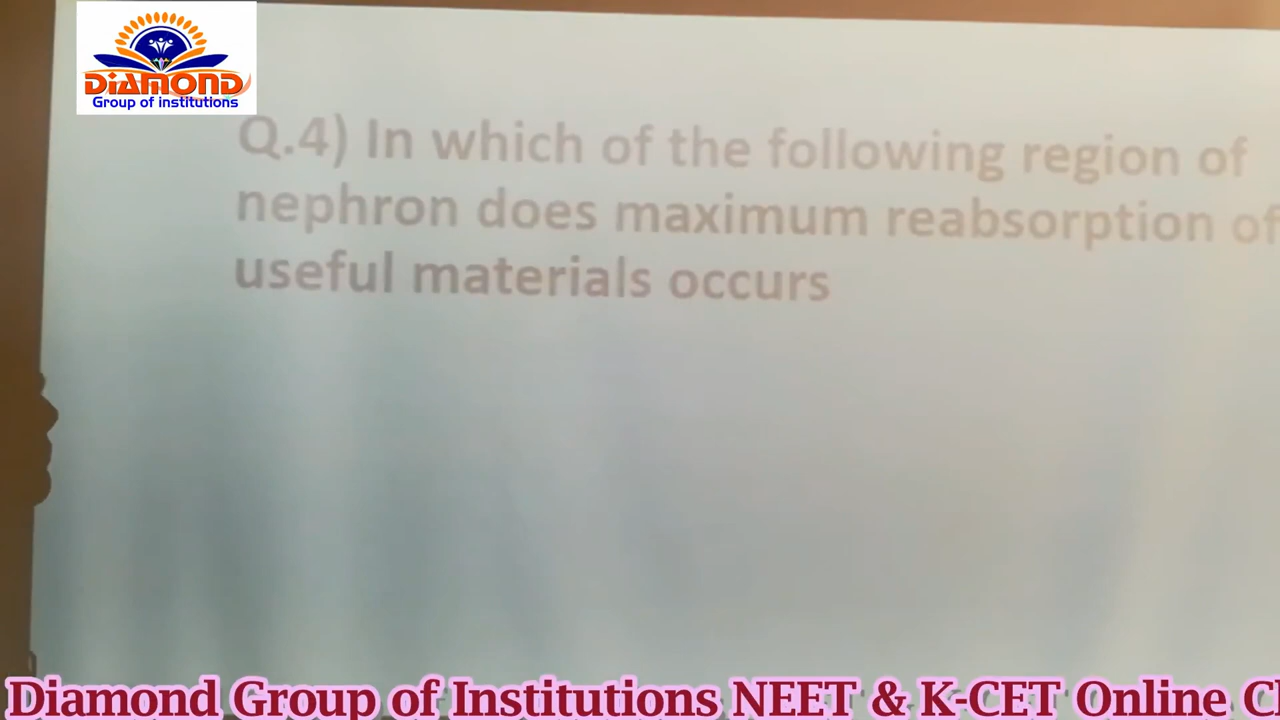 DIAMOND
Group of institutions
Q.4) In which of the following region of
nephron does maximum reabsorption of
useful materials occurs
Diamond Group of Institutions NEET & K-CET Online